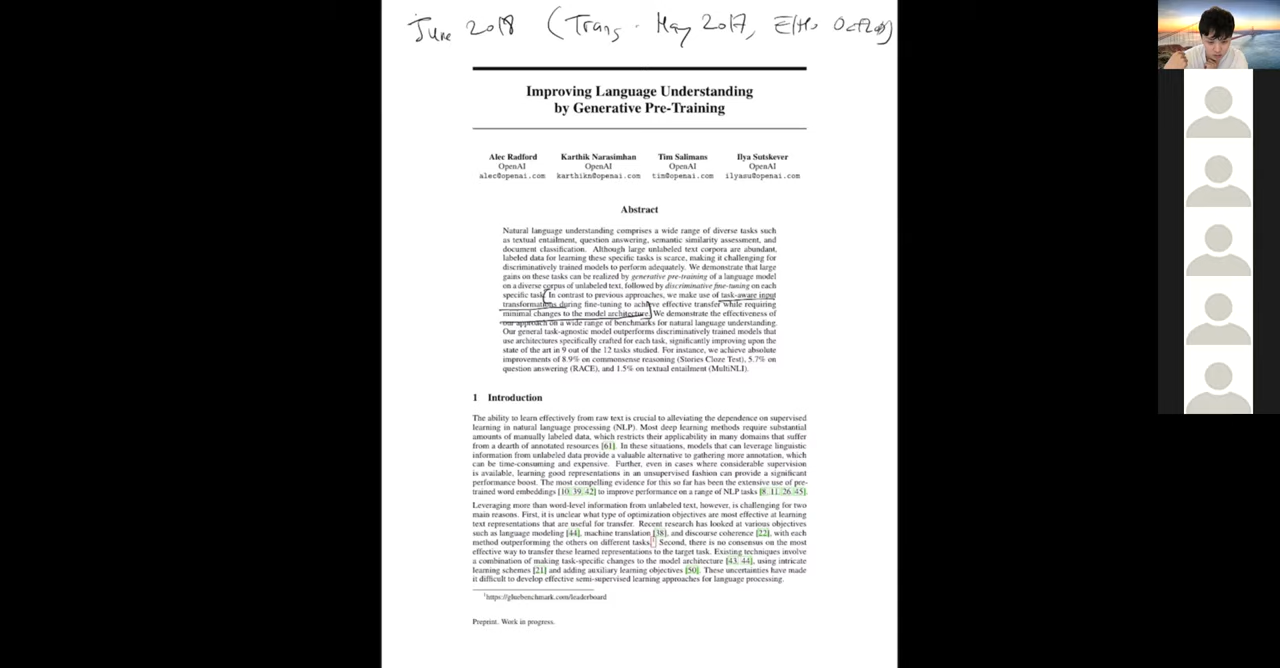 June 2018 (Trans. May 2017,
Improving Language Understanding
by Generative Pre-Training
Alec Radford Karthik Narasimhan Tim Salimans Ilya Sutskever
OpenAI OpenAI OpenAI OpenAI
alec@openai.com karthikn@openai.com tim@openai.com ilyasu@openai.com
Abstract
Natural language understanding comprises a wide range of diverse tasks such
as textual entailment, question answering, semantic similarity assessment, and
document classification. Although large unlabeled text corpora are abundant,
labeled data for learning these specific tasks is scarce, making it challenging for
discriminatively trained models to perform adequately. We demonstrate that large
gains on these tasks can be realized by generative pre-training of a language model
on a diverse corpus of unlabeled text, followed by discriminative fine-tuning on each
specific task. In contrast to previous approaches, we make use of task-aware input
transformations during fine-tuning to achieve effective transfer while requiring
minimal changes to the model architecture. We demonstrate the effectiveness of
our approach on a wide range of benchmarks for natural language understanding.
Our general task-agnostic model outperforms discriminatively trained models that
use architectures specifically crafted for each task, significantly improving upon the
state of the art in 9 out of the 12 tasks studied. For instance, we achieve absolute
improvements of 8.9% on commonsense reasoning (Stories Cloze Test), 5.7% on
question answering (RACE), and 1.5% on textual entailment (MultiNLI).
1 Introduction
The ability to learn effectively from raw text is crucial to alleviating the dependence on supervised
learning in natural language processing (NLP). Most deep learning methods require substantial
amounts of manually labeled data, which restricts their applicability in many domains that suffer
from a dearth of annotated resources [61]. In these situations, models that can leverage linguistic
information from unlabeled data provide a valuable alternative to gathering more annotation, which
can be time-consuming and expensive. Further, even in cases where considerable supervision
is available, learning good representations in an unsupervised fashion can provide a significant
performance boost. The most compelling evidence for this so far has been the extensive use of pre-
trained word embeddings [10, 39, 42] to improve performance on a range of NLP tasks [8, 11, 26, 45].
Leveraging more than word-level information from unlabeled text, however, is challenging for two
main reasons. First, it is unclear what type of optimization objectives are most effective at learning
text representations that are useful for transfer. Recent research has looked at various objectives
such as language modeling [44], machine translation [38], and discourse coherence [22], with each
method outperforming the others on different tasks.1 Second, there is no consensus on the most
effective way to transfer these learned representations to the target task. Existing techniques involve
a combination of making task-specific changes to the model architecture [43, 44], using intricate
learning schemes [21] and adding auxiliary learning objectives [50]. These uncertainties have made
it difficult to develop effective semi-supervised learning approaches for language processing.
1https://gluebenchmark.com/leaderboard
Preprint. Work in progress.